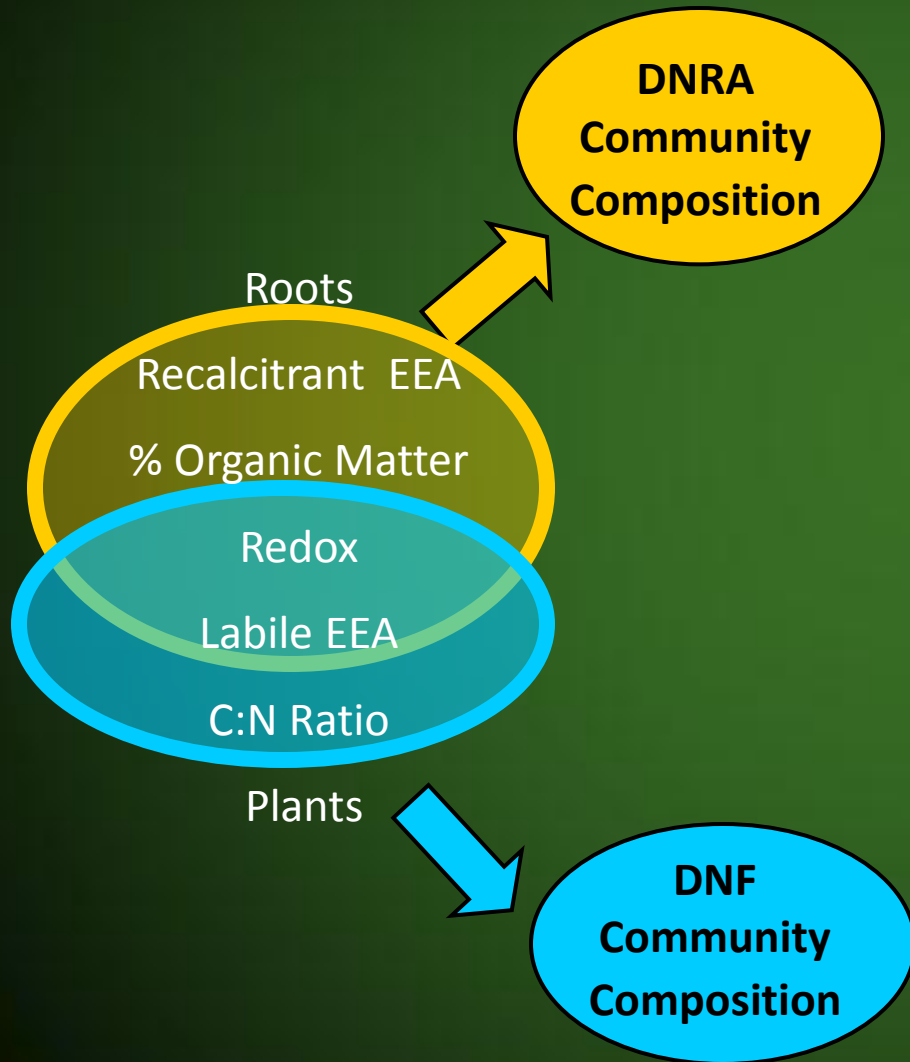 DNRA
Community
Composition
Roots
Recalcitrant EEA
% Organic Matter
Redox
Labile EEA
C:N Ratio
Plants
DNF
Community
Composition